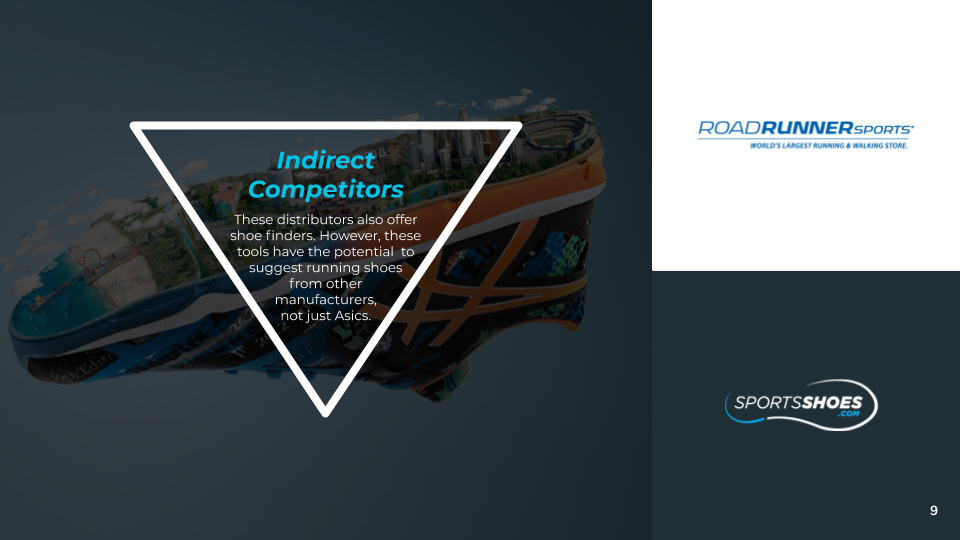 Indirect
Competitors
These distributors also offer
shoe finders. However, these
tools have the potential  to
suggest running shoes
from other
manufacturers,
not just Asics.
ROADRUNNERSPORTS
WORLD'S LARGEST RUNNING & WALKING STORE.
SPORTSSHOES
.COM
9